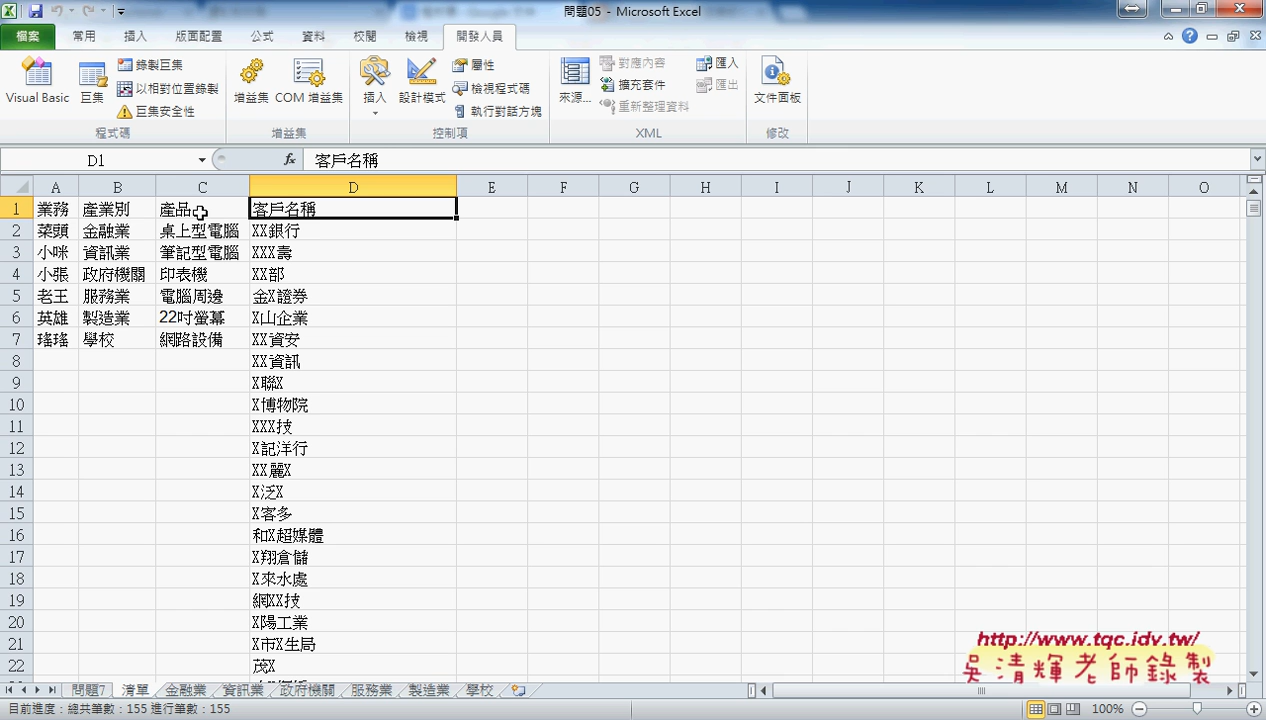 問題05 - Microsoft Excel
檔案 常用 插入 版面配置 公式 資料 校閱 檢視 開發人員
Visual Basic 巨集 錄製巨集 以相對位置錄製 巨集安全性 程式碼
增益集 COM 增益集 增益集
插入 設計模式 屬性 檢視程式碼 執行對話方塊 控制項
來源... 對應內容 擴充套件 重新整理資料 匯入 匯出 XML
文件面板 修改
D1 fx 客戶名稱
A B C D E F G H I J K L M N O
1 業務 產業別 產品 客戶名稱
2 菜頭 金融業 桌上型電腦 XX銀行
3 小咪 資訊業 筆記型電腦 XXX壽
4 小張 政府機關 印表機 XX部
5 老王 服務業 電腦周邊 金X證券
6 英雄 製造業 22吋螢幕 X山企業
7 瑤瑤 學校 網路設備 XX資安
8 XX資訊
9 X聯X
10 X博物院
11 XXX技
12 X記洋行
13 XX麗X
14 X泛X
15 X客多
16 和X超媒體
17 X翔倉儲
18 X來水處
19 網XX技
20 X陽工業
21 X市X生局
22 茂X
http://www.tqc.idv.tw/
吳清輝老師錄製
問題7 清單 金融業 資訊業 政府機關 服務業 製造業 學校
目前進度：總共筆數：155 進行筆數：155 100%